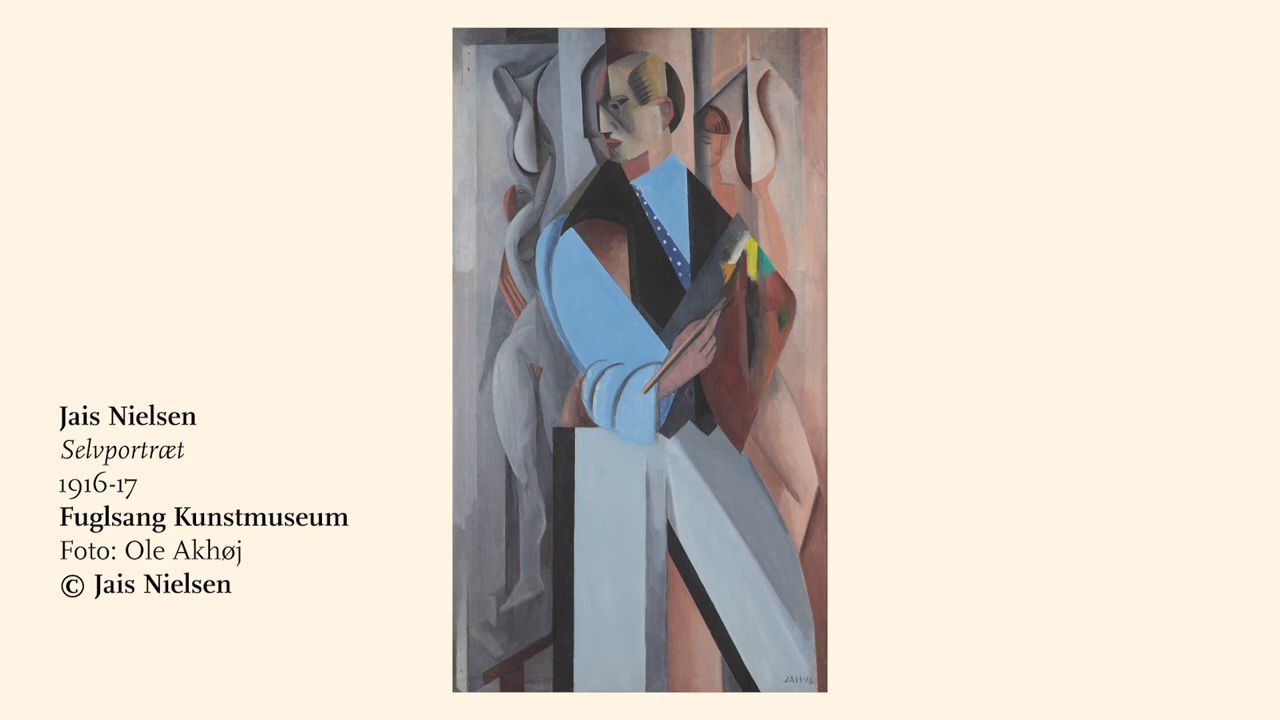 Jais Nielsen
Selvportræt
1916-17
Fuglsang Kunstmuseum
Foto: Ole Akhøj
© Jais Nielsen